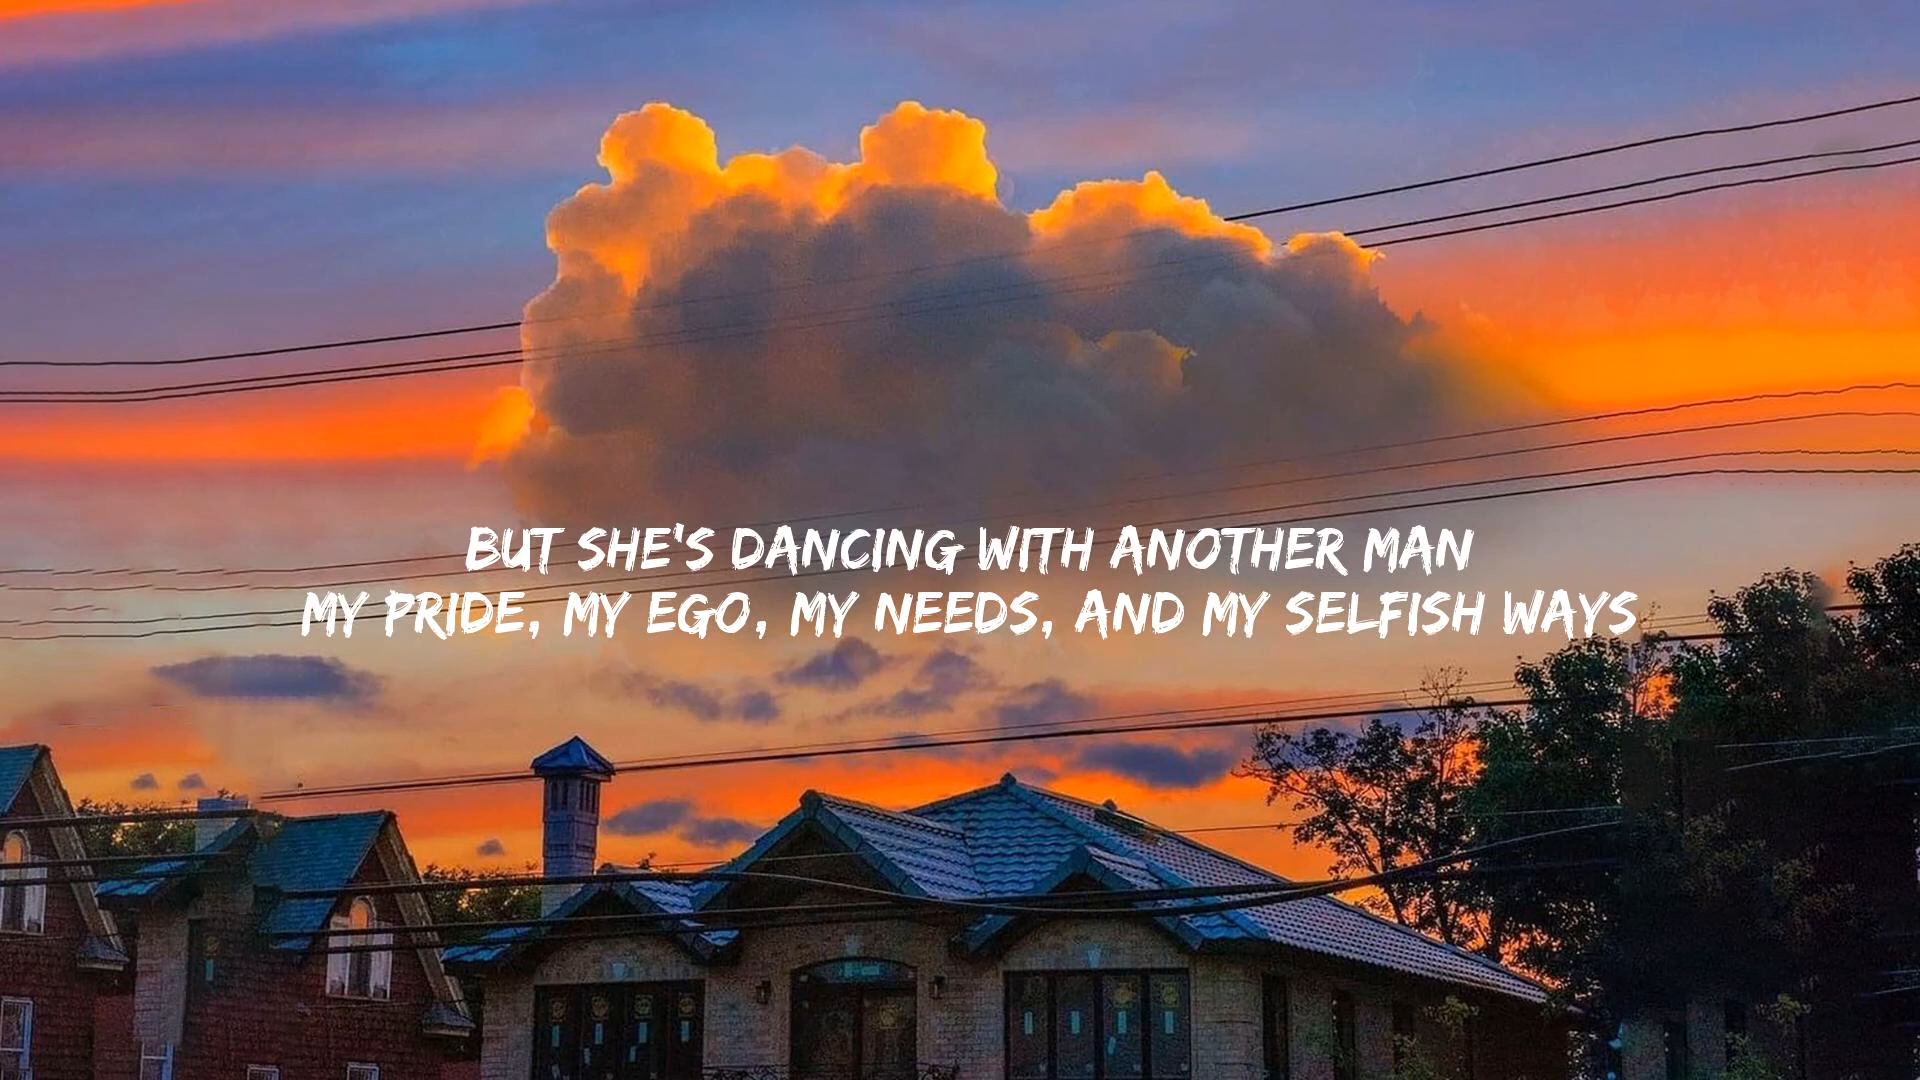 BUT SHE'S DANCING WITH ANOTHER MAN
MY PRIDE, MY EGO, MY NEEDS, AND MY SELFISH WAYS